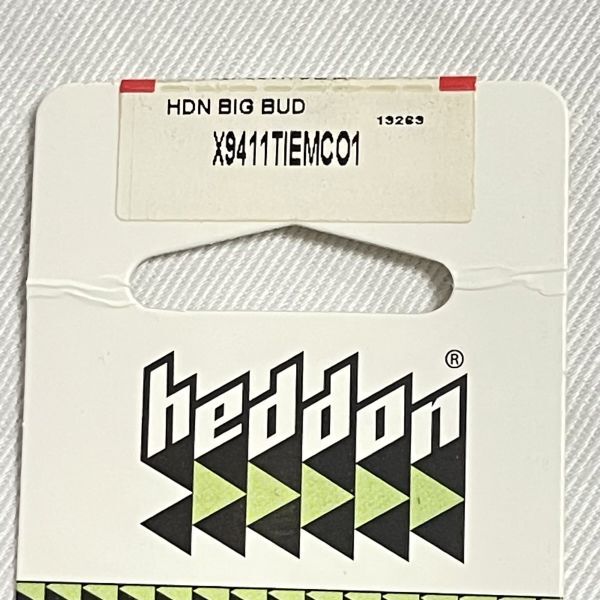 HDN BIG BUD
13263
X9411TIEMCO1
heddon®